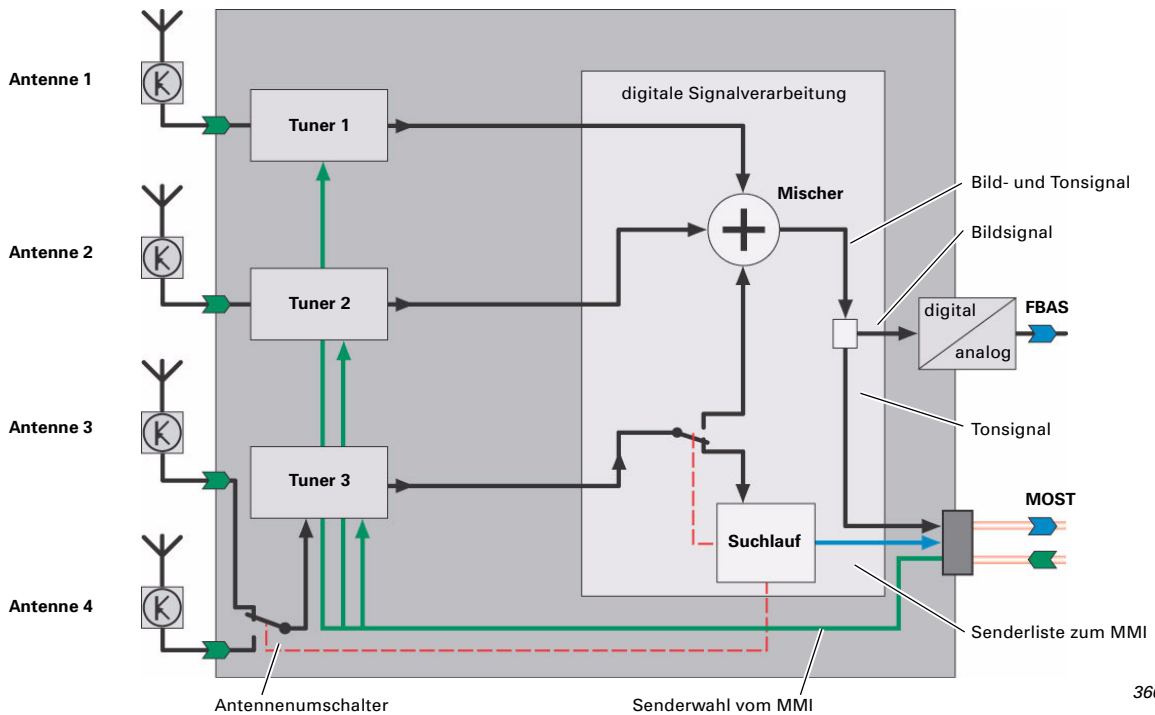 Antenne 1
Antenne 2
Antenne 3
Antenne 4
Tuner 1
Tuner 2
Tuner 3
digitale Signalverarbeitung
Mischer
Suchlauf
Bild- und Tonsignal
Bildsignal
digital
analog
FBAS
Tonsignal
MOST
Senderliste zum MMI
Antennenumschalter
Senderwahl vom MMI